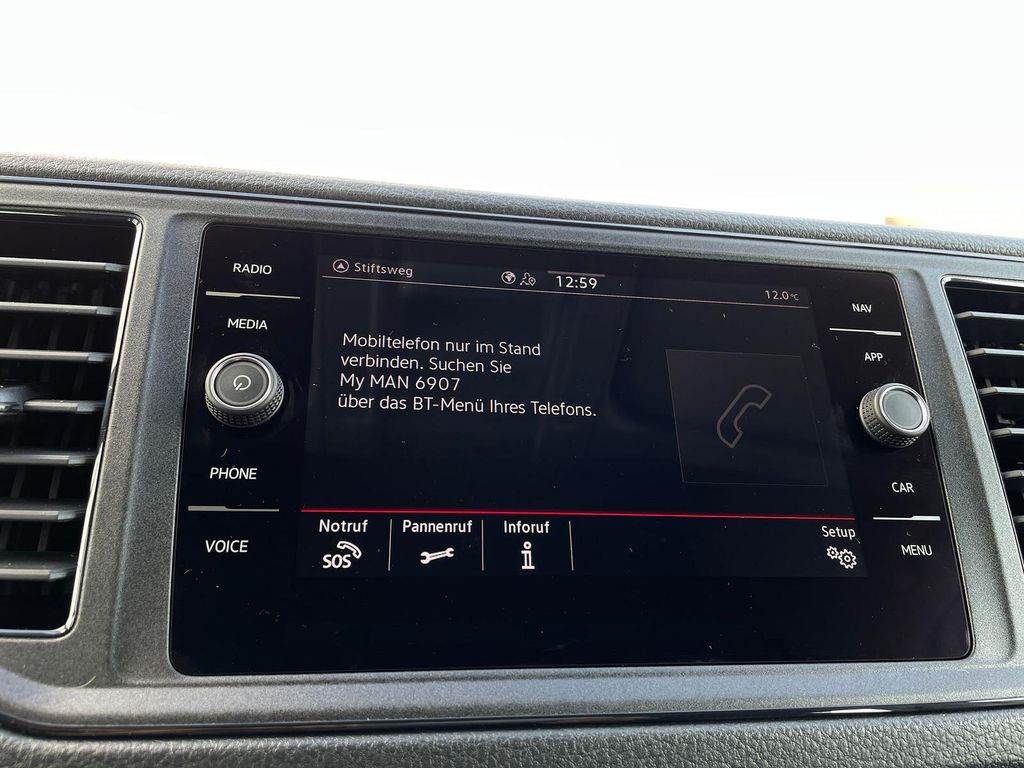 RADIO
MEDIA
PHONE
VOICE
Stiftsweg
12:59
12.0°C
Mobiltelefon nur im Stand
verbinden. Suchen Sie
My MAN 6907
über das BT-Menü Ihres Telefons.
Notruf
SOS
Pannenruf
Inforuf
Setup
NAV
APP
CAR
MENU